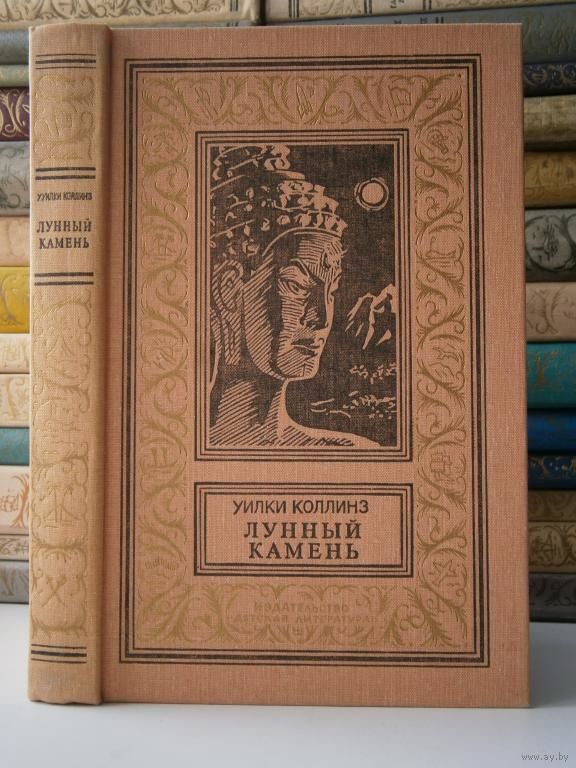 УИЛКИ КОЛЛИНЗ
ЛУННЫЙ
КАМЕНЬ
УИЛКИ КОЛЛИНЗ
ЛУННЫЙ
КАМЕНЬ
ИЗДАТЕЛЬСТВО
«ДЕТСКАЯ ЛИТЕРАТУРА»
www.ay.by